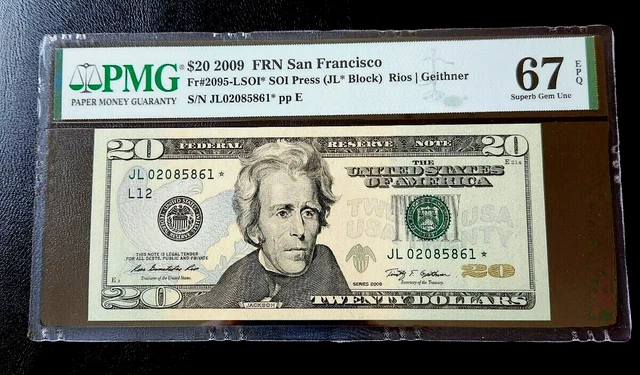 PMG
PAPER MONEY GUARANTY
$20 2009 FRN San Francisco
Fr#2095-LSOI* SOI Press (JL* Block) Rios | Geithner
S/N JL02085861* pp E
67
EPQ
Superb Gem Unc
20
FEDERAL RESERVE NOTE
20
THE
UNITED STATES
OF AMERICA
JL 02085861 *
L12
TWENTY
USA
THIS NOTE IS LEGAL TENDER
FOR ALL DEBTS, PUBLIC AND PRIVATE
Treasurer of the United States.
JL 02085861 *
SERIES 2009
Secretary of the Treasury.
20
20
JACKSON
TWENTY DOLLARS